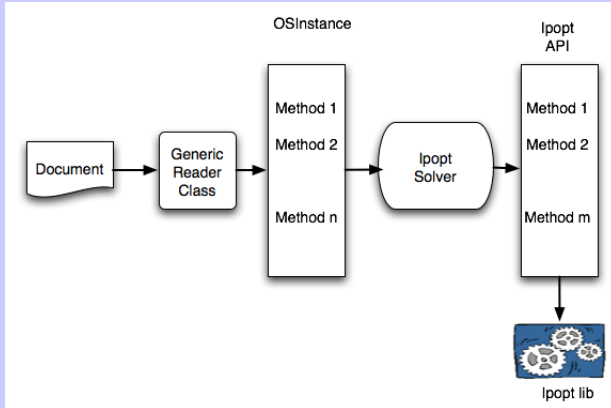 OSInstance
Ipopt
API
Document
Generic
Reader
Class
Method 1
Method 2
Method n
Ipopt
Solver
Method 1
Method 2
Method m
Ipopt lib